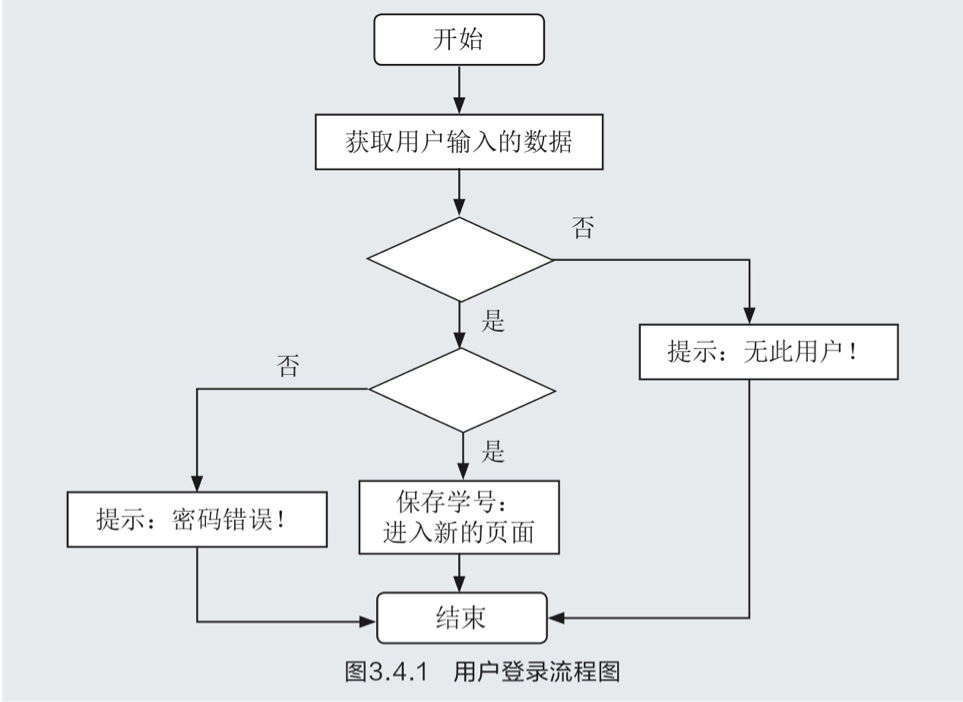 开始
获取用户输入的数据
否
是
提示：无此用户！
否
是
提示：密码错误！
保存学号：
进入新的页面
结束
图3.4.1 用户登录流程图